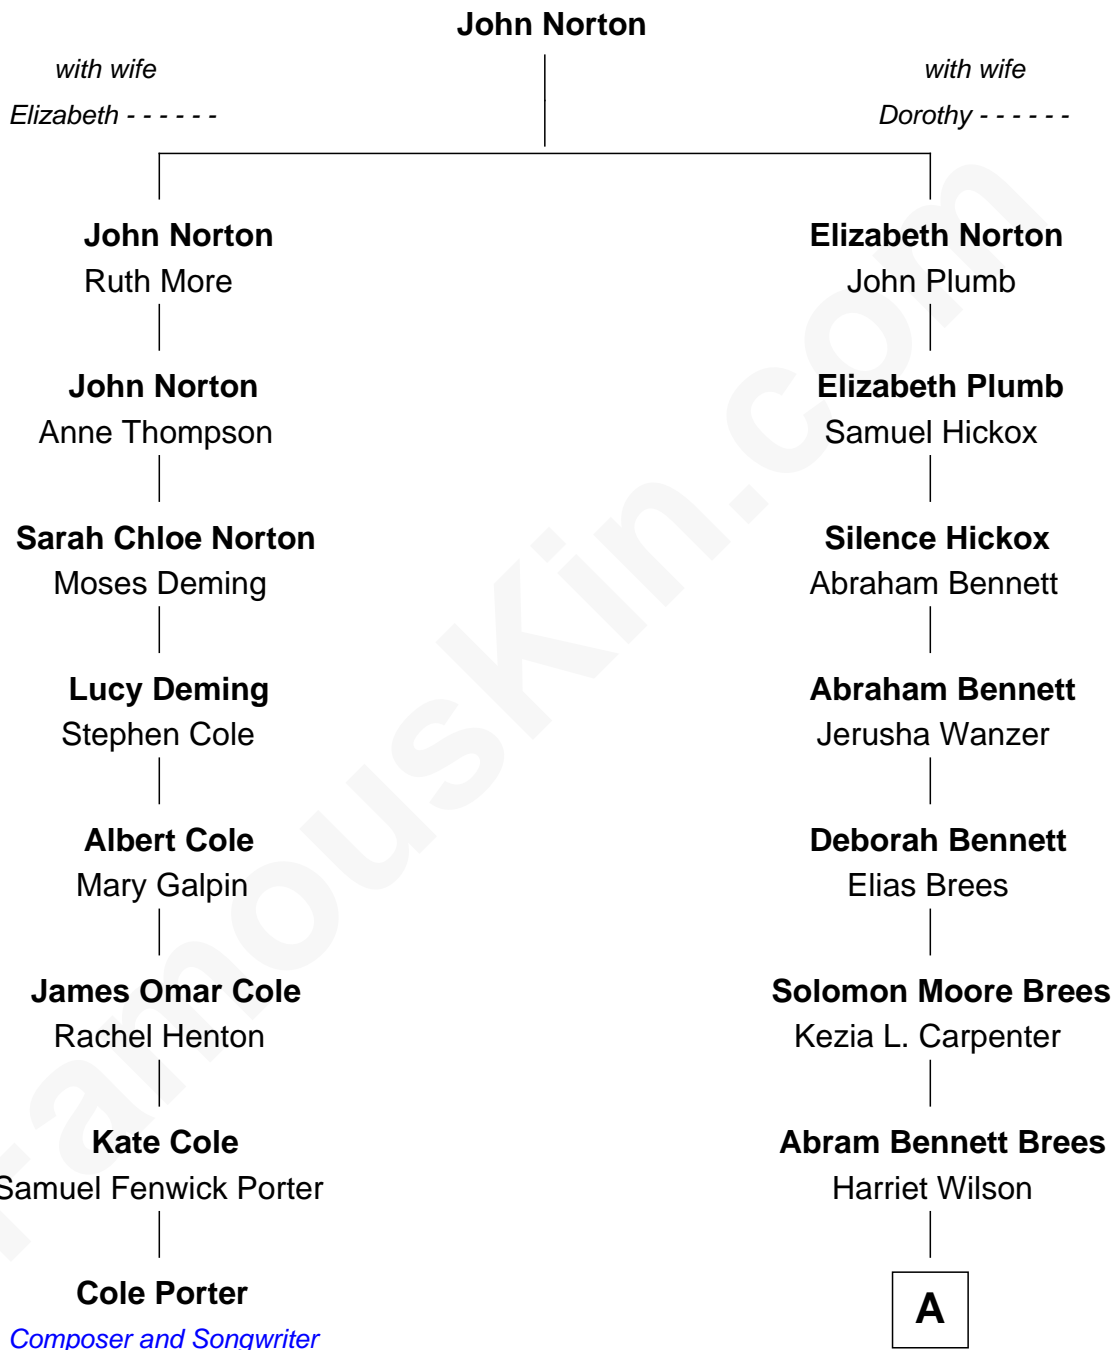 John Norton
with wife
Elizabeth - - - - - -
with wife
Dorothy - - - - - -
John Norton
Ruth More
Elizabeth Norton
John Plumb
John Norton
Anne Thompson
Elizabeth Plumb
Samuel Hickox
Sarah Chloe Norton
Moses Deming
Silence Hickox
Abraham Bennett
Lucy Deming
Stephen Cole
Abraham Bennett
Jerusha Wanzer
Albert Cole
Mary Galpin
Deborah Bennett
Elias Brees
James Omar Cole
Rachel Henton
Solomon Moore Brees
Kezia L. Carpenter
Kate Cole
Samuel Fenwick Porter
Abram Bennett Brees
Harriet Wilson
Cole Porter
Composer and Songwriter
A
FamousKin.com